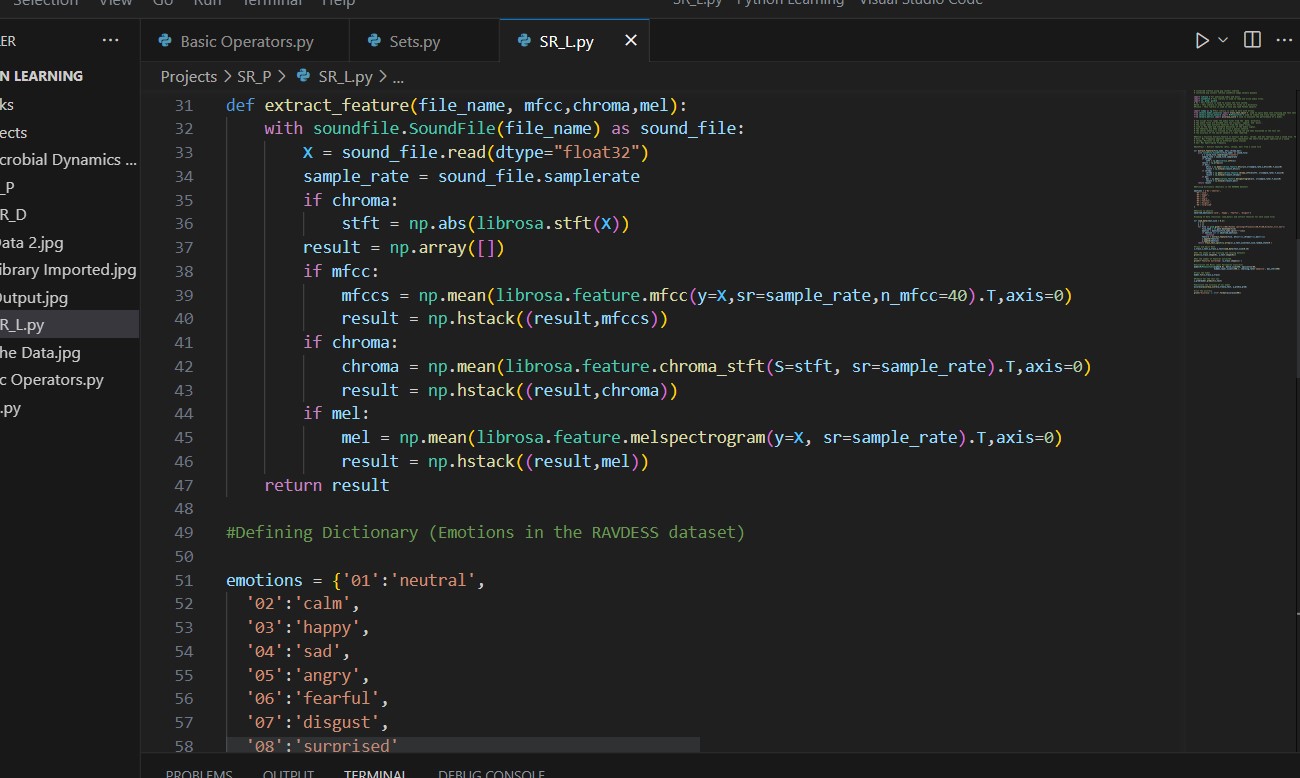 Selection View Go Run Terminal Help SR_L.py - Python Learning - Visual Studio Code
ER ... Basic Operators.py Sets.py SR_L.py
N LEARNING Projects > SR_P > SR_L.py > ...
ks
ects
crobial Dynamics ...
_P
R_D
ata 2.jpg
ibrary Imported.jpg
Output.jpg
R_L.py
he Data.jpg
c Operators.py
.py
31 def extract_feature(file_name, mfcc,chroma,mel):
32 with soundfile.SoundFile(file_name) as sound_file:
33 X = sound_file.read(dtype="float32")
34 sample_rate = sound_file.samplerate
35 if chroma:
36 stft = np.abs(librosa.stft(X))
37 result = np.array([])
38 if mfcc:
39 mfccs = np.mean(librosa.feature.mfcc(y=X,sr=sample_rate,n_mfcc=40).T,axis=0)
40 result = np.hstack((result,mfccs))
41 if chroma:
42 chroma = np.mean(librosa.feature.chroma_stft(S=stft, sr=sample_rate).T,axis=0)
43 result = np.hstack((result,chroma))
44 if mel:
45 mel = np.mean(librosa.feature.melspectrogram(y=X, sr=sample_rate).T,axis=0)
46 result = np.hstack((result,mel))
47 return result
48
49 #Defining Dictionary (Emotions in the RAVDESS dataset)
50
51 emotions = {'01':'neutral',
52 '02':'calm',
53 '03':'happy',
54 '04':'sad',
55 '05':'angry',
56 '06':'fearful',
57 '07':'disgust',
58 '08':'surprised'
PROBLEMS OUTPUT TERMINAL DEBUG CONSOLE